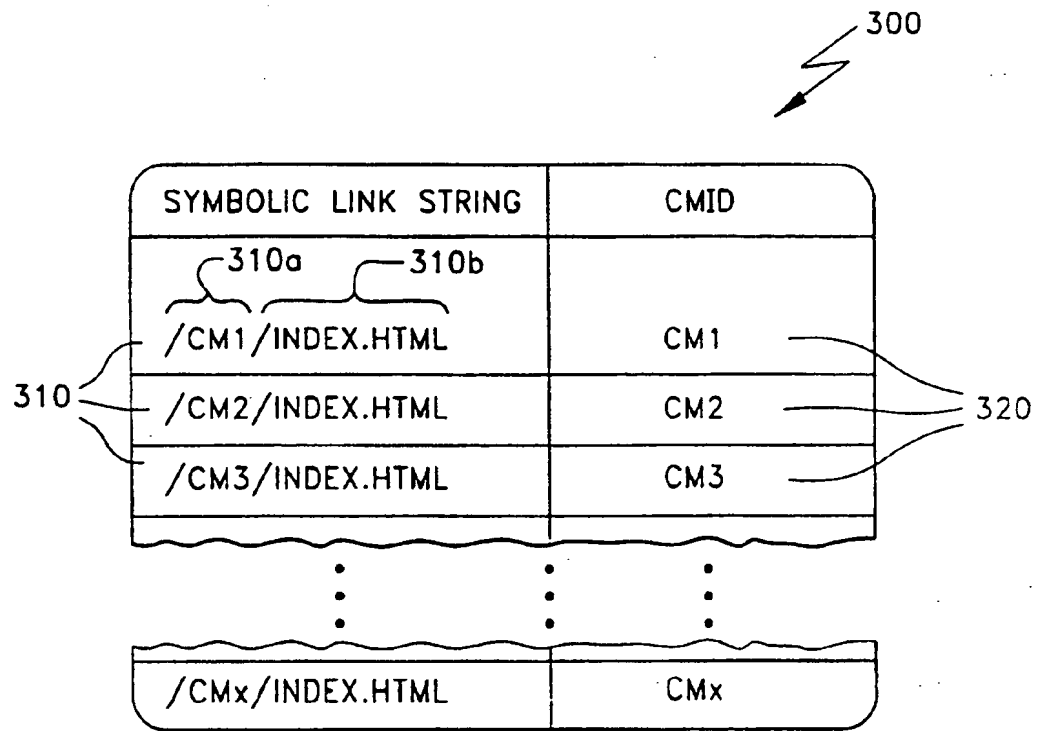 300
SYMBOLIC LINK STRING CMID
310a 310b
/CM1/INDEX.HTML CM1
310 /CM2/INDEX.HTML CM2 320
/CM3/INDEX.HTML CM3
/CMx/INDEX.HTML CMx